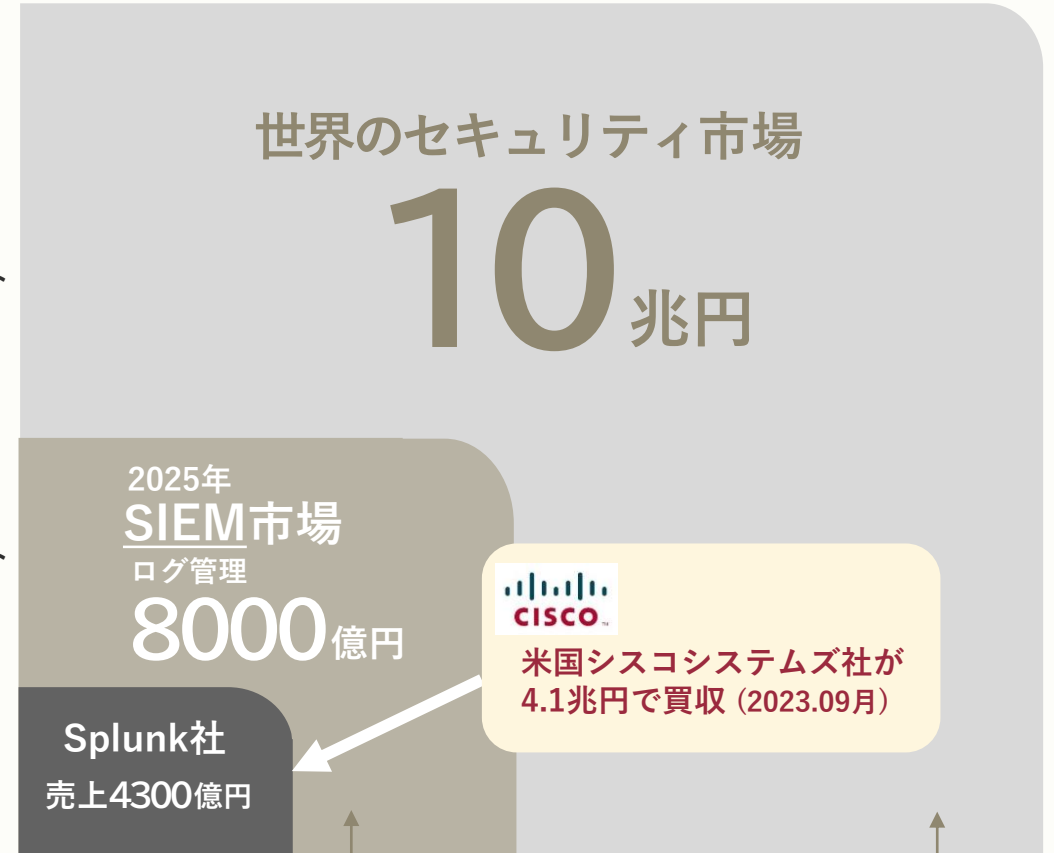 世界のセキュリティ市場
10兆円
2025年
SIEM市場
ログ管理
8000億円
CISCO
米国シスコシステムズ社が
4.1兆円で買収（2023.09月）
Splunk社
売上4300億円